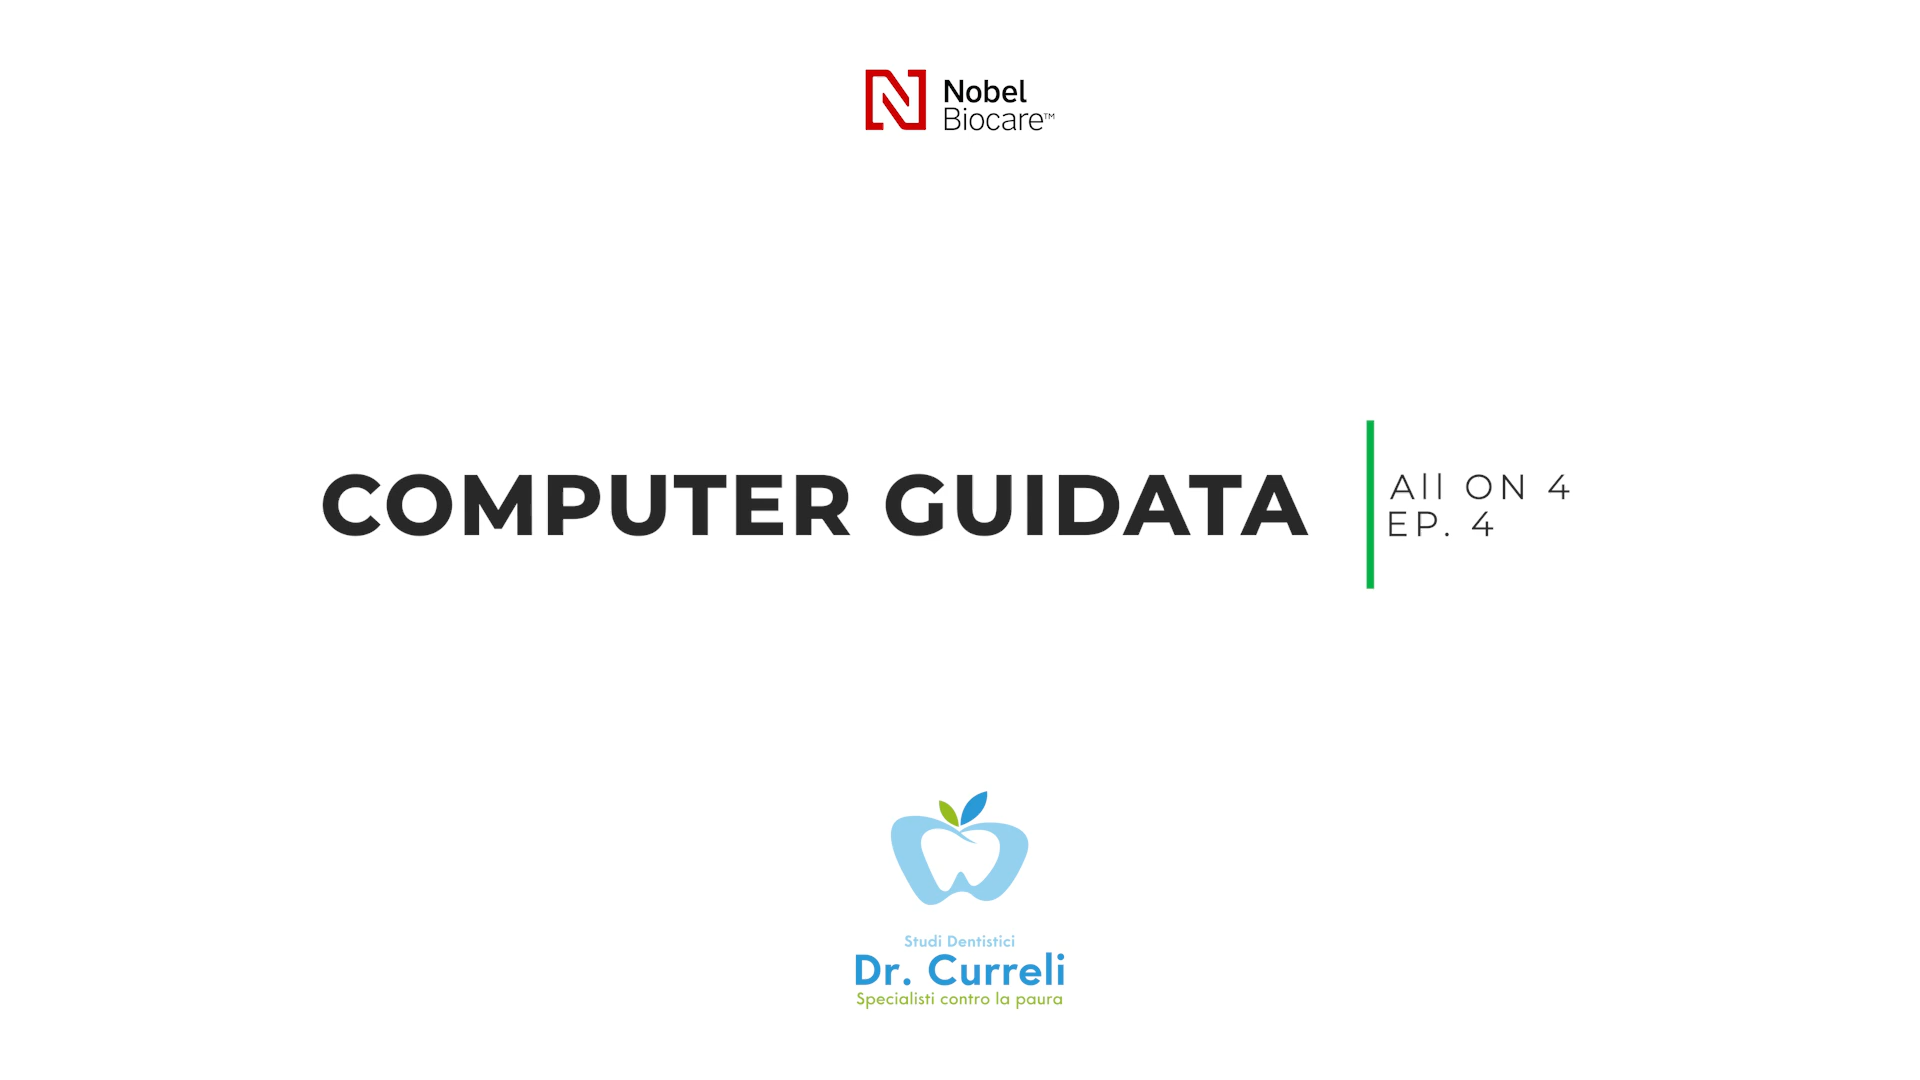 Nobel
Biocare™
COMPUTER GUIDATA
All ON 4
EP. 4
Studi Dentistici
Dr. Curreli
Specialisti contro la paura